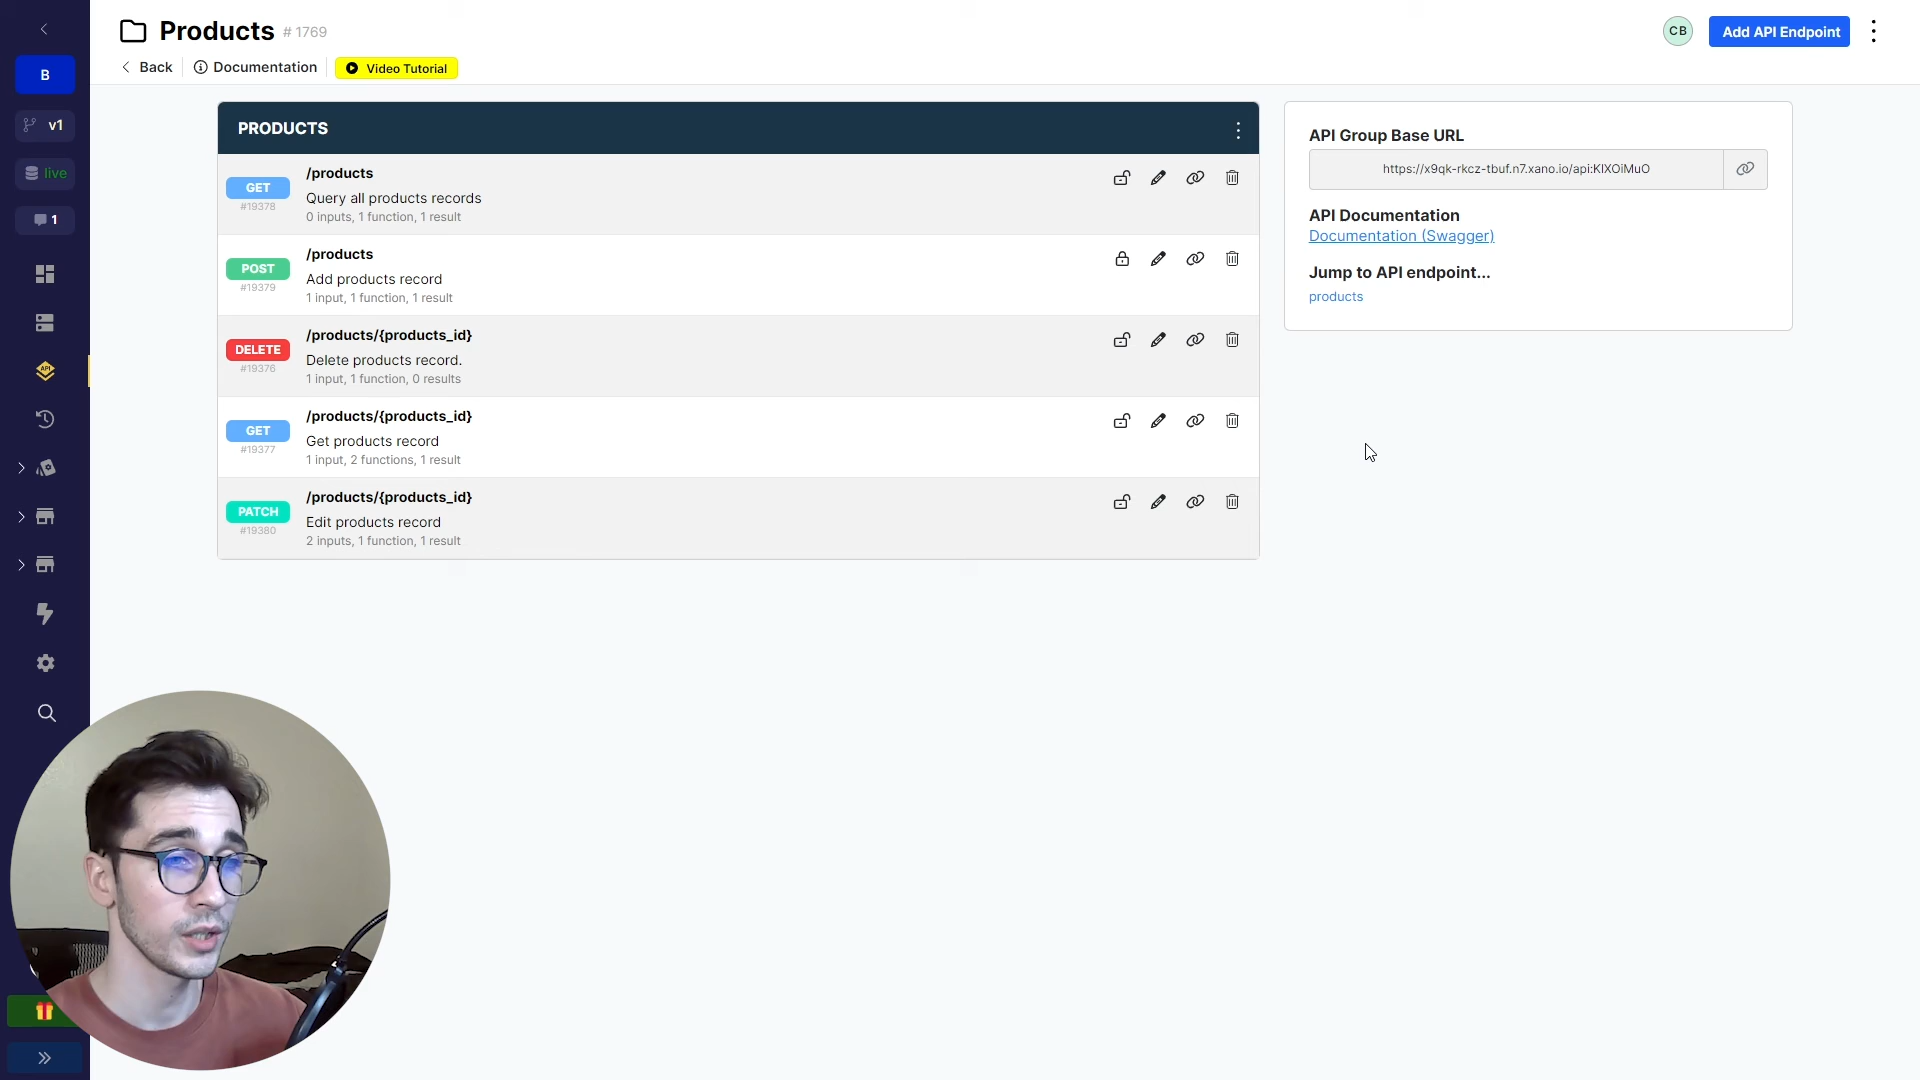 Products # 1769
CB
Add API Endpoint
Back
Documentation
Video Tutorial
B
v1
live
1
API
PRODUCTS
GET
#19378
/products
Query all products records
0 inputs, 1 function, 1 result
POST
#19379
/products
Add products record
1 input, 1 function, 1 result
DELETE
#19376
/products/{products_id}
Delete products record.
1 input, 1 function, 0 results
GET
#19377
/products/{products_id}
Get products record
1 input, 2 functions, 1 result
PATCH
#19380
/products/{products_id}
Edit products record
2 inputs, 1 function, 1 result
API Group Base URL
https://x9qk-rkcz-tbuf.n7.xano.io/api:KIXOiMuO
API Documentation
Documentation (Swagger)
Jump to API endpoint...
products